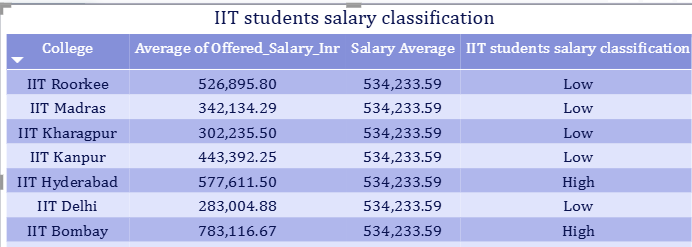 IIT students salary classification
College Average of Offered_Salary_Inr Salary Average IIT students salary classification
IIT Roorkee 526,895.80 534,233.59 Low
IIT Madras 342,134.29 534,233.59 Low
IIT Kharagpur 302,235.50 534,233.59 Low
IIT Kanpur 443,392.25 534,233.59 Low
IIT Hyderabad 577,611.50 534,233.59 High
IIT Delhi 283,004.88 534,233.59 Low
IIT Bombay 783,116.67 534,233.59 High